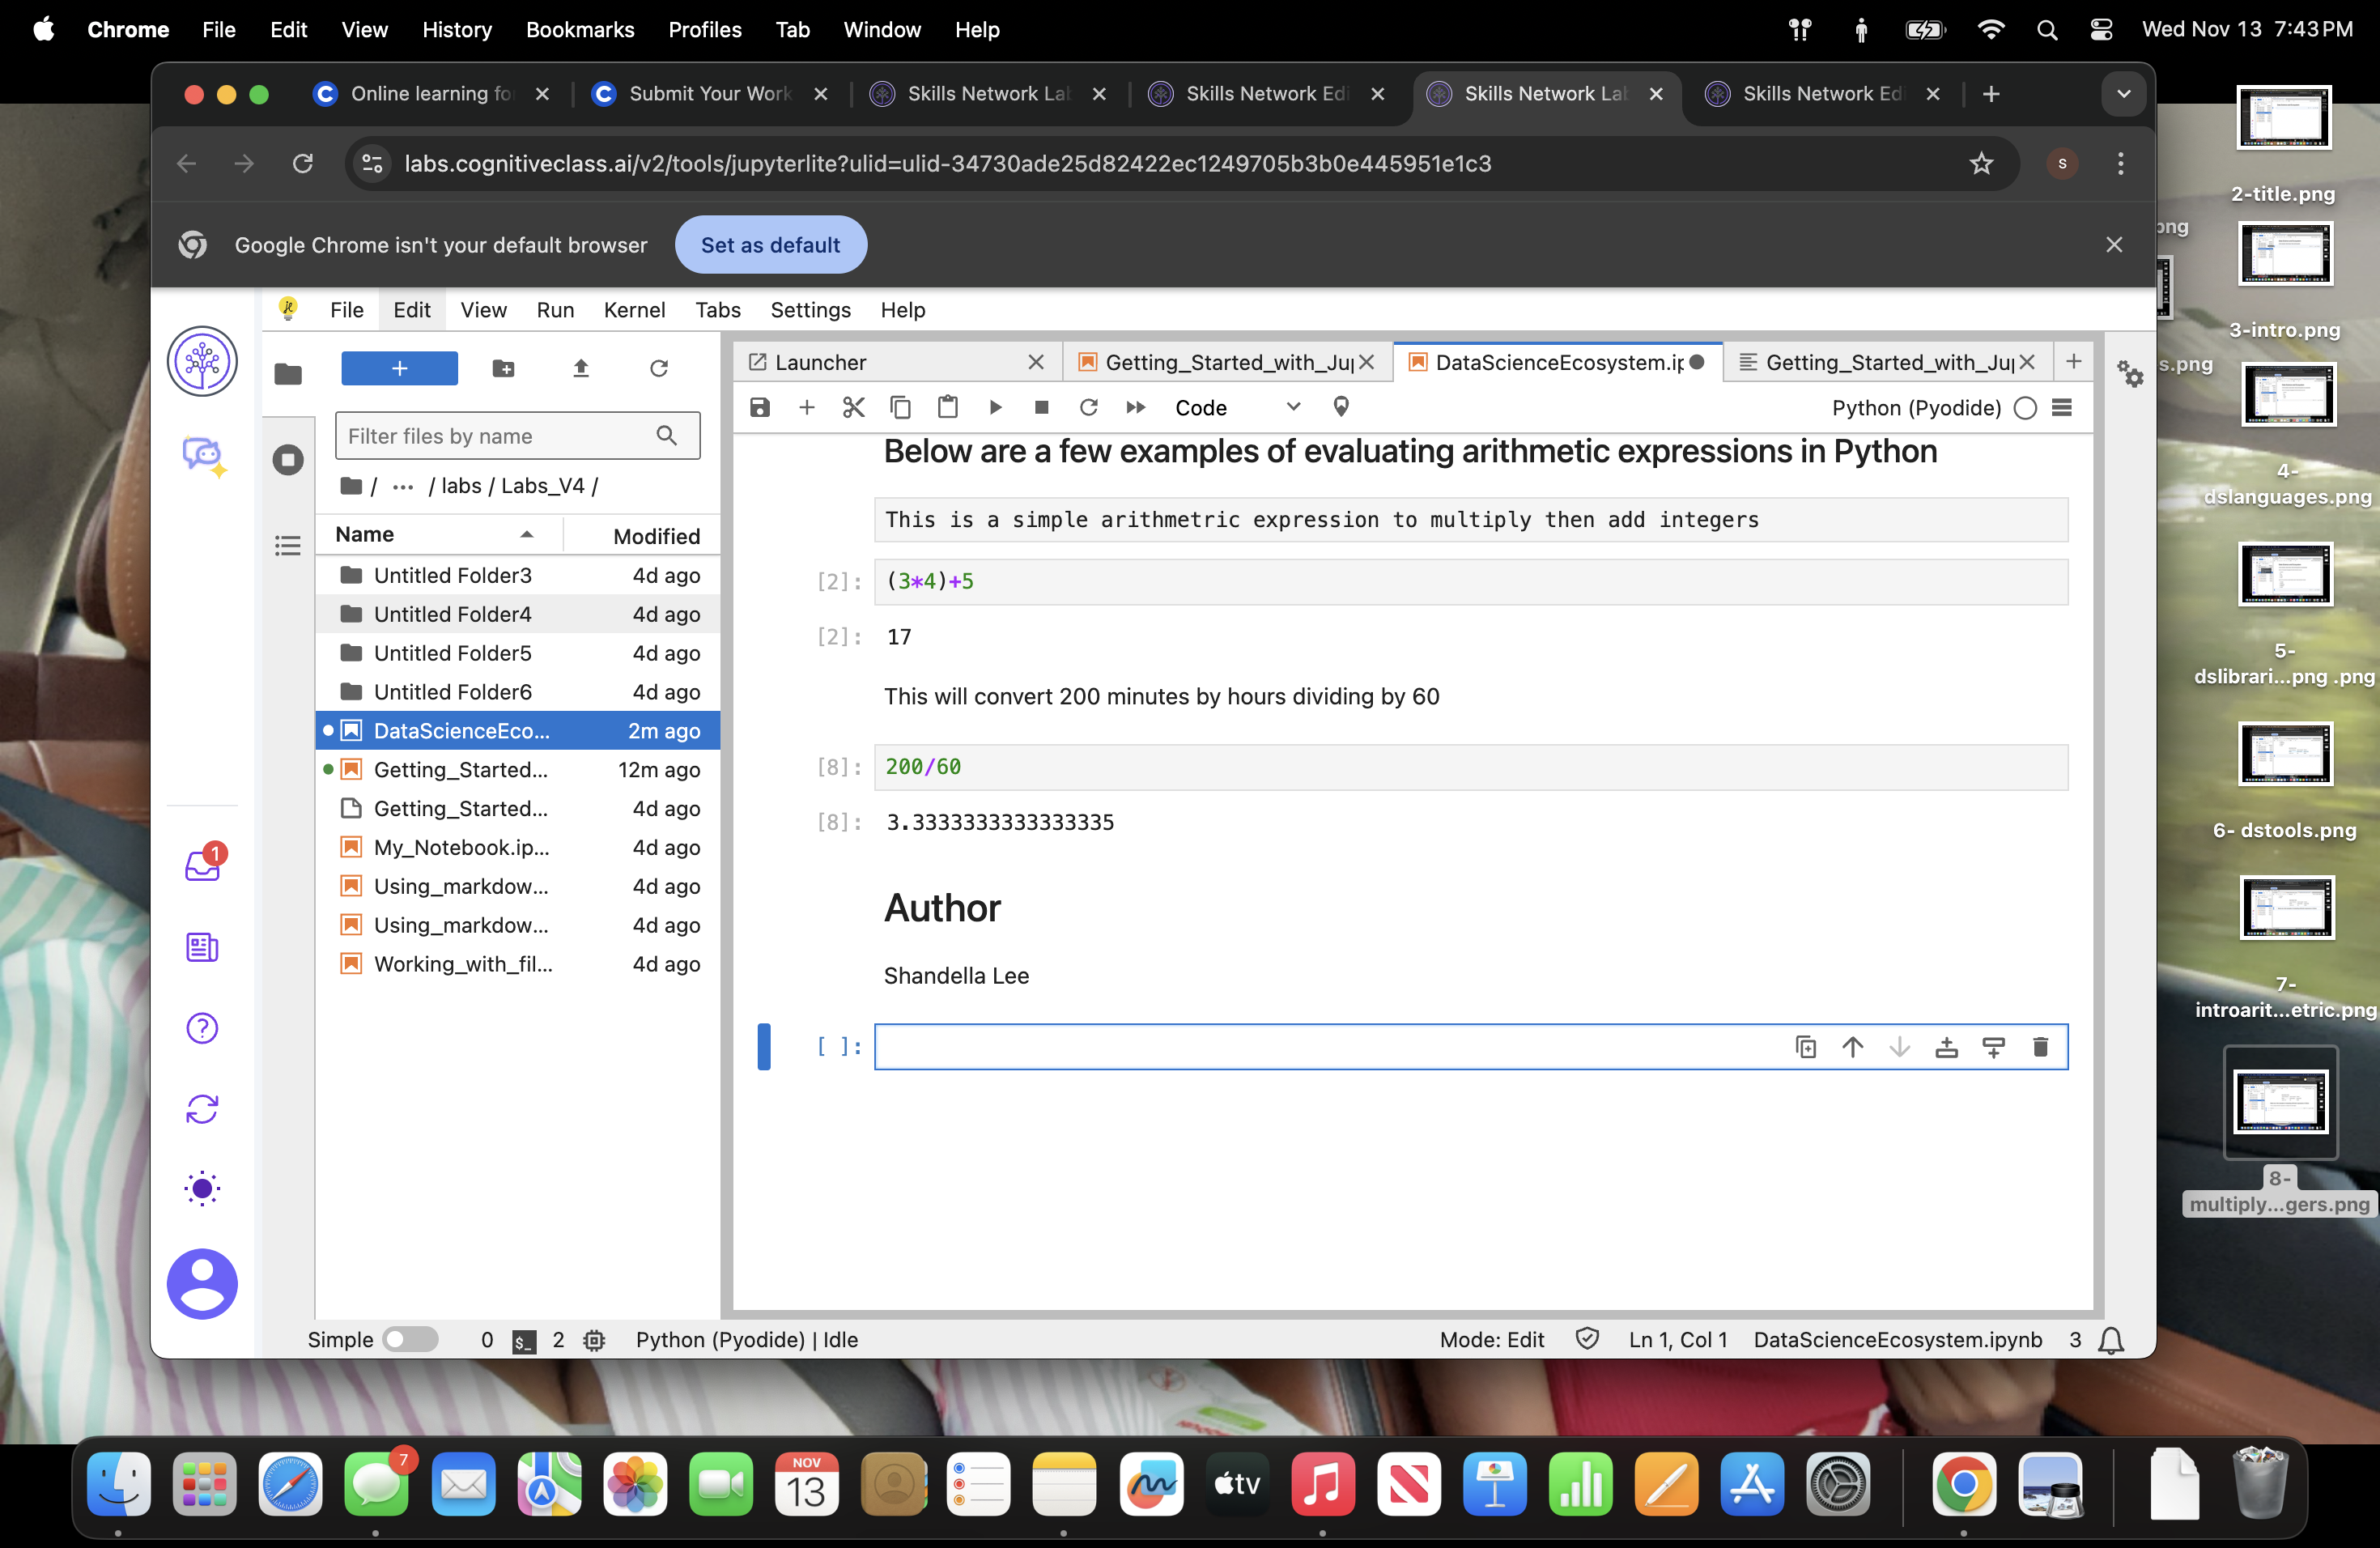 Chrome File Edit View History Bookmarks Profiles Tab Window Help Wed Nov 13 7:43 PM
Online learning fo Submit Your Work Skills Network La Skills Network Edi Skills Network La Skills Network Ed
labs.cognitiveclass.ai/v2/tools/jupyterlite?ulid=ulid-34730ade25d82422ec1249705b3b0e445951e1c3 s
Google Chrome isn't your default browser Set as default
File Edit View Run Kernel Tabs Settings Help
Launcher Getting_Started_with_Jup DataScienceEcosystem.ip Getting_Started_with_Jup
Code Python (Pyodide)
Filter files by name
/ ... / labs / Labs_V4 /
Name Modified
Untitled Folder3 4d ago
Untitled Folder4 4d ago
Untitled Folder5 4d ago
Untitled Folder6 4d ago
DataScienceEco... 2m ago
Getting_Started... 12m ago
Getting_Started... 4d ago
My_Notebook.ip... 4d ago
Using_markdow... 4d ago
Using_markdow... 4d ago
Working_with_fil... 4d ago
Below are a few examples of evaluating arithmetic expressions in Python
This is a simple arithmetric expression to multiply then add integers
[2]: (3*4)+5
[2]: 17
This will convert 200 minutes by hours dividing by 60
[8]: 200/60
[8]: 3.3333333333333335
Author
Shandella Lee
[ ]:
1
Simple 0 $_ 2 Python (Pyodide) | Idle Mode: Edit Ln 1, Col 1 DataScienceEcosystem.ipynb 3
2-title.png
png
3-intro.png
s.png
4-
dslanguages.png
5-
dslibrari...png .png
6- dstools.png
7-
introarit...etric.png
8-
multiply...gers.png
7
NOV
13
tv